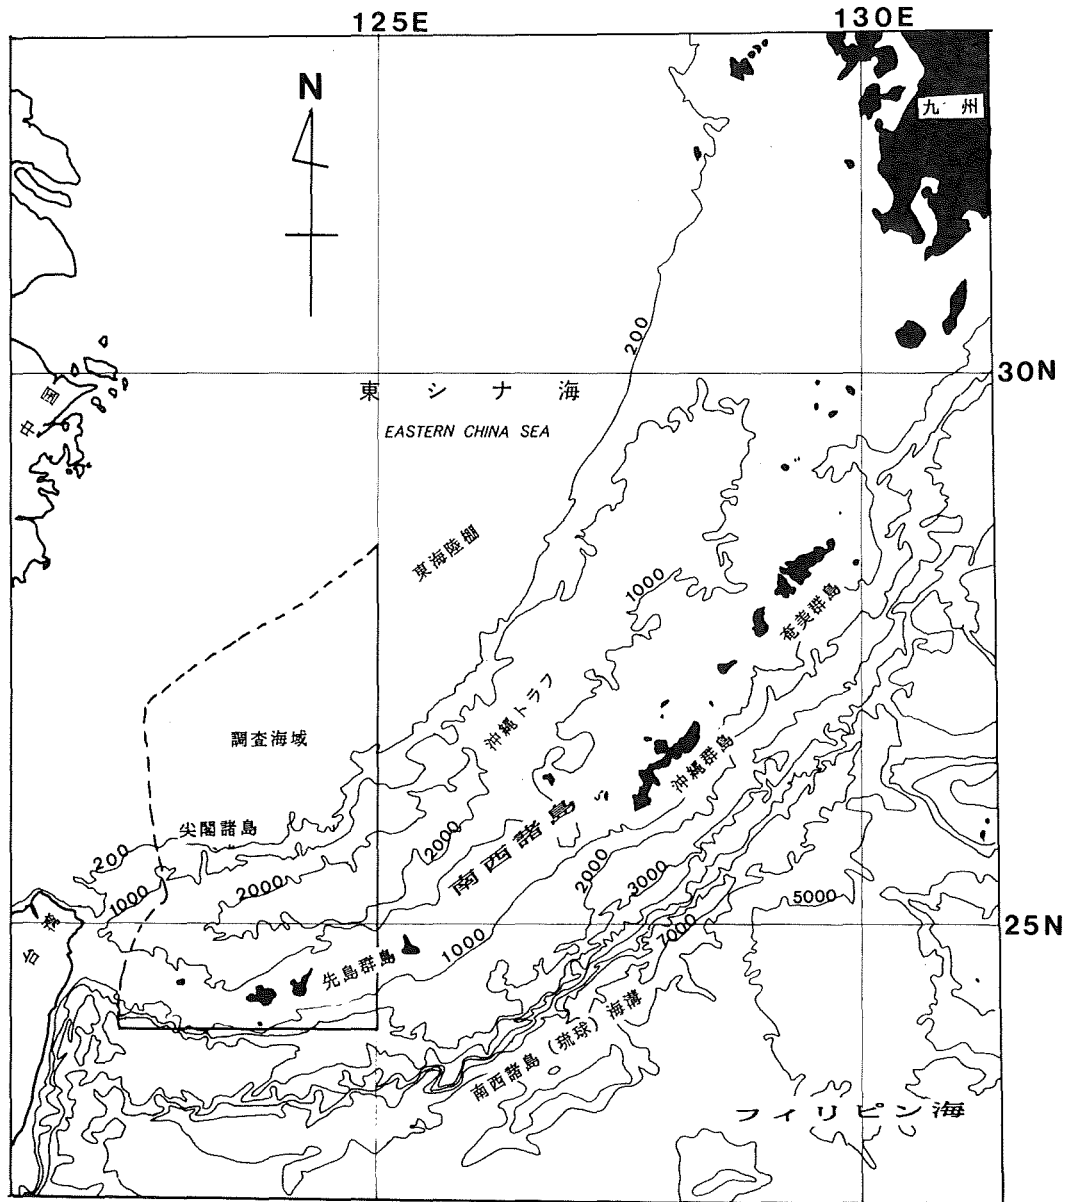 125E
130E
N
九州
200
30N
東シナ海
EASTERN CHINA SEA
中国
東海陸棚
1000
奄美群島
沖縄トラフ
調査海域
沖縄群島
尖閣諸島
200
2000
南西諸島
1000
2000
2000
3000
5000
7000
25N
台湾
先島群島
1000
南西諸島(琉球)海溝
フィリピン海